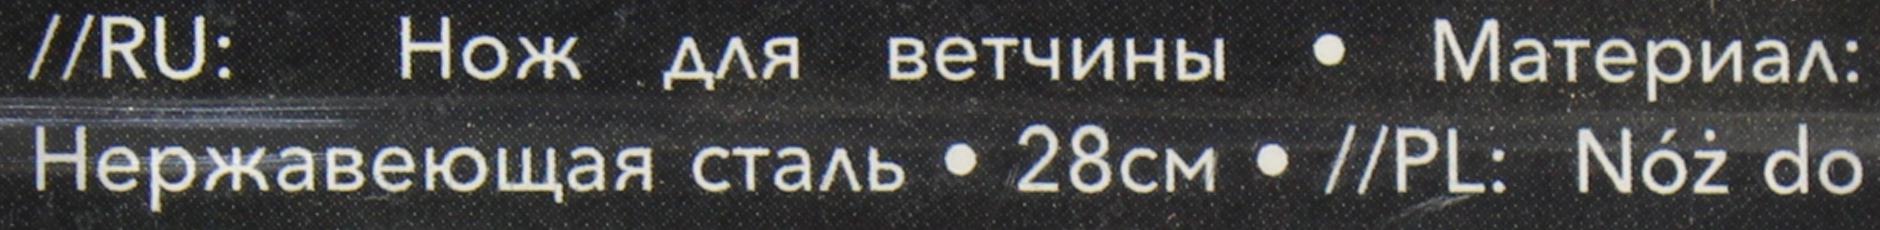 //RU: Нож для ветчины • Материал:
Нержавеющая сталь • 28см • //PL: Nóż do